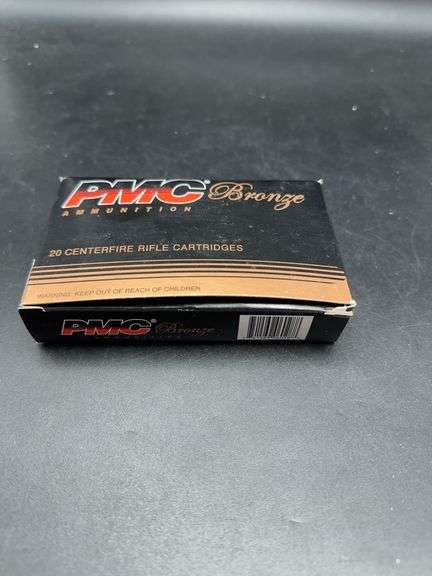 PMC® Bronze
AMMUNITION
20 CENTERFIRE RIFLE CARTRIDGES
WARNING: KEEP OUT OF REACH OF CHILDREN
PMC® Bronze